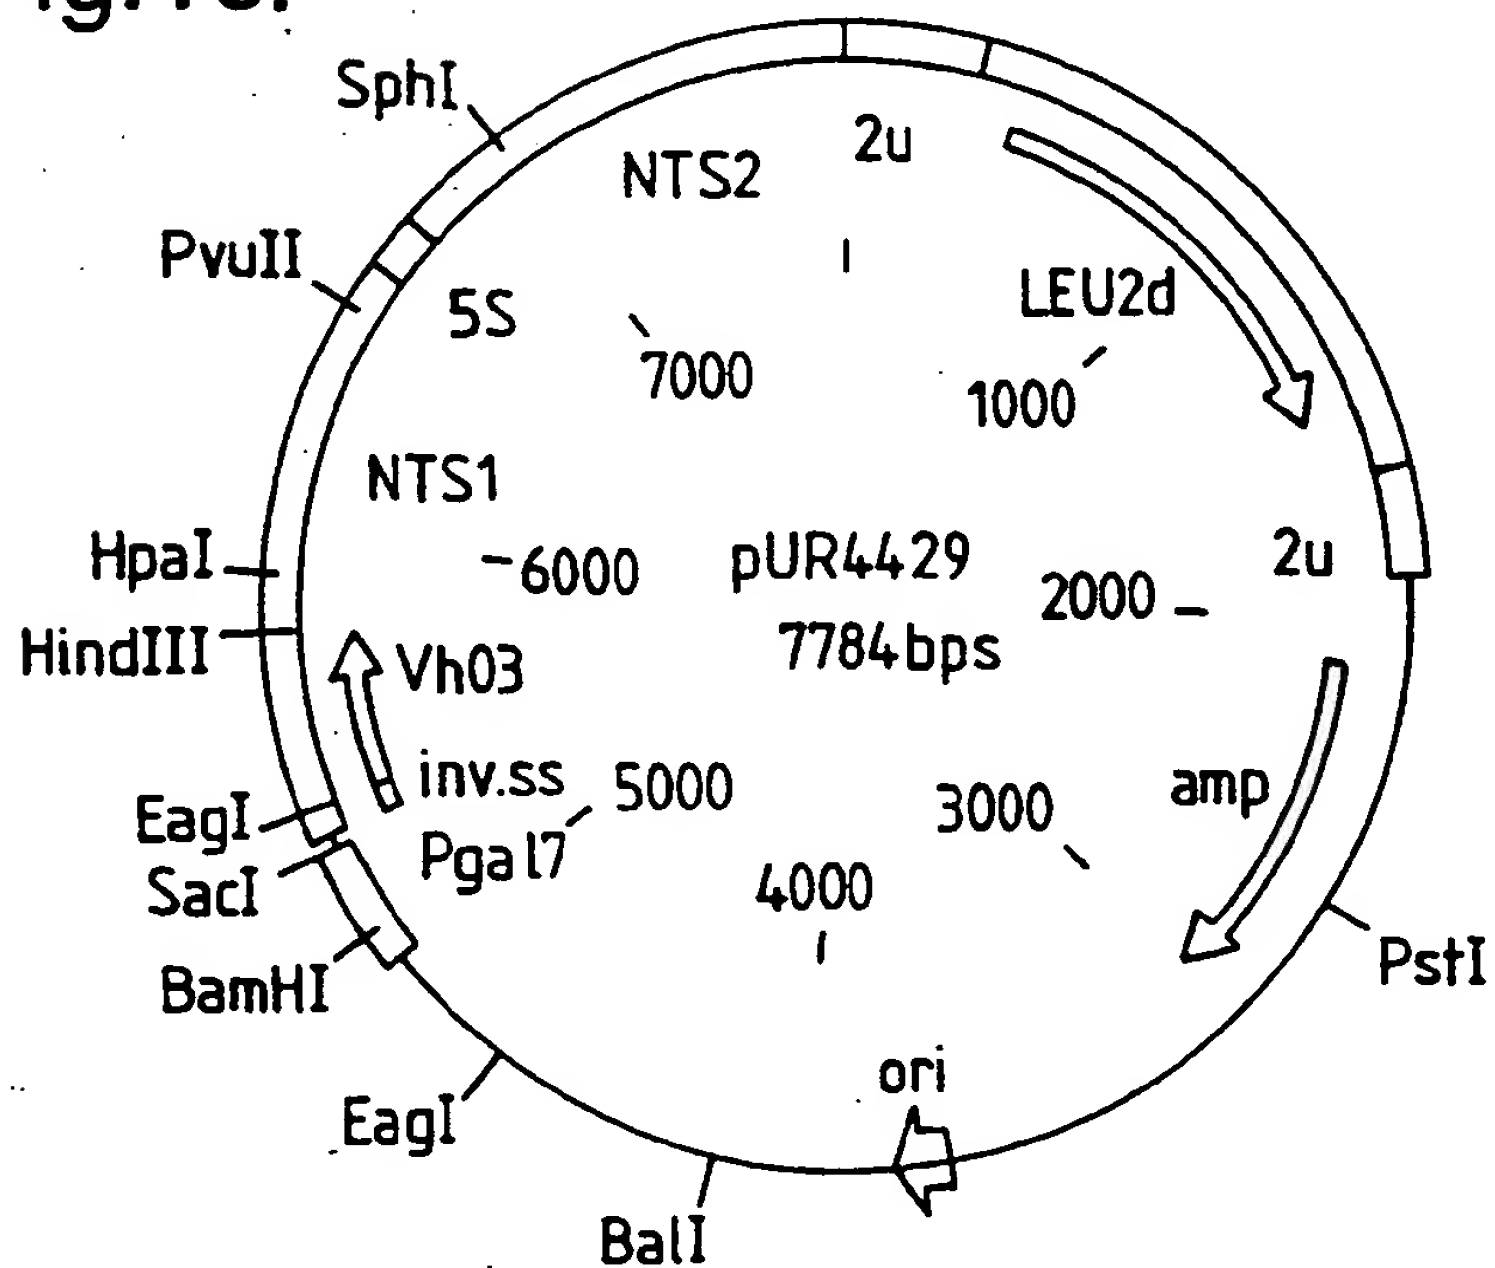 SphI
2u
NTS2
PvuII
LEU2d
5S
7000
1000
NTS1
HpaI
6000
pUR4429
2u
2000
7784bps
HindIII
Vh03
inv.ss
5000
3000
amp
EagI
Pgal7
SacI
4000
BamHI
PstI
ori
EagI
BalI